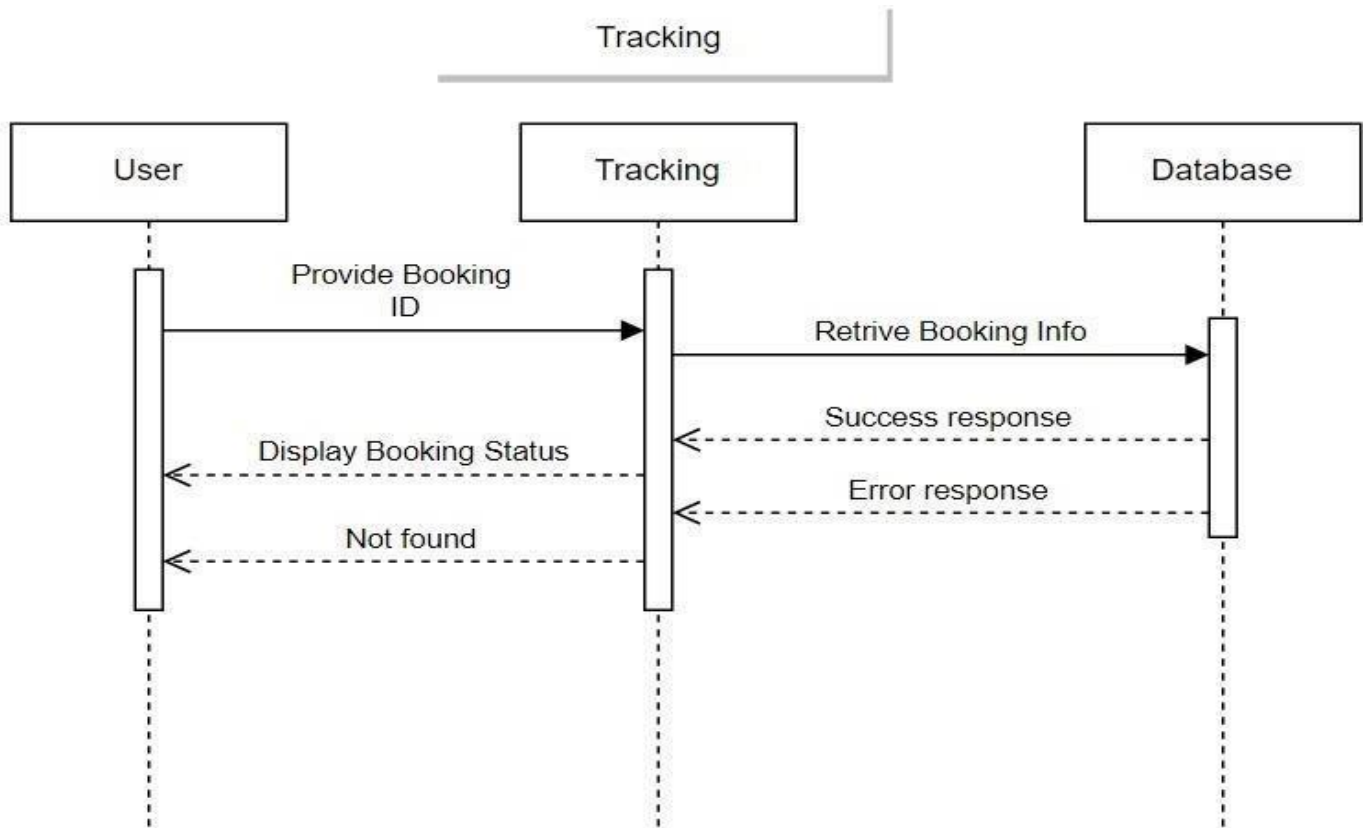 Tracking
User
Tracking
Database
Provide Booking
ID
Retrive Booking Info
Success response
Display Booking Status
Error response
Not found